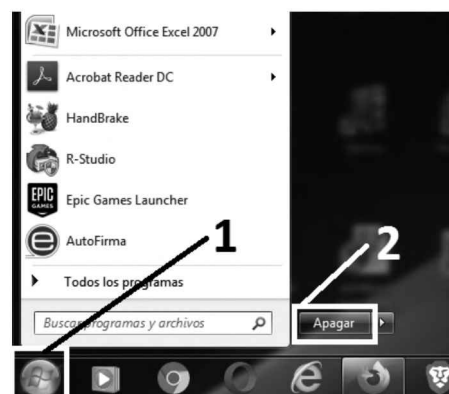 Microsoft Office Excel 2007
Acrobat Reader DC
HandBrake
R-Studio
EPIC GAMES
Epic Games Launcher
AutoFirma
1
2
Todos los programas
Buscar programas y archivos
Apagar